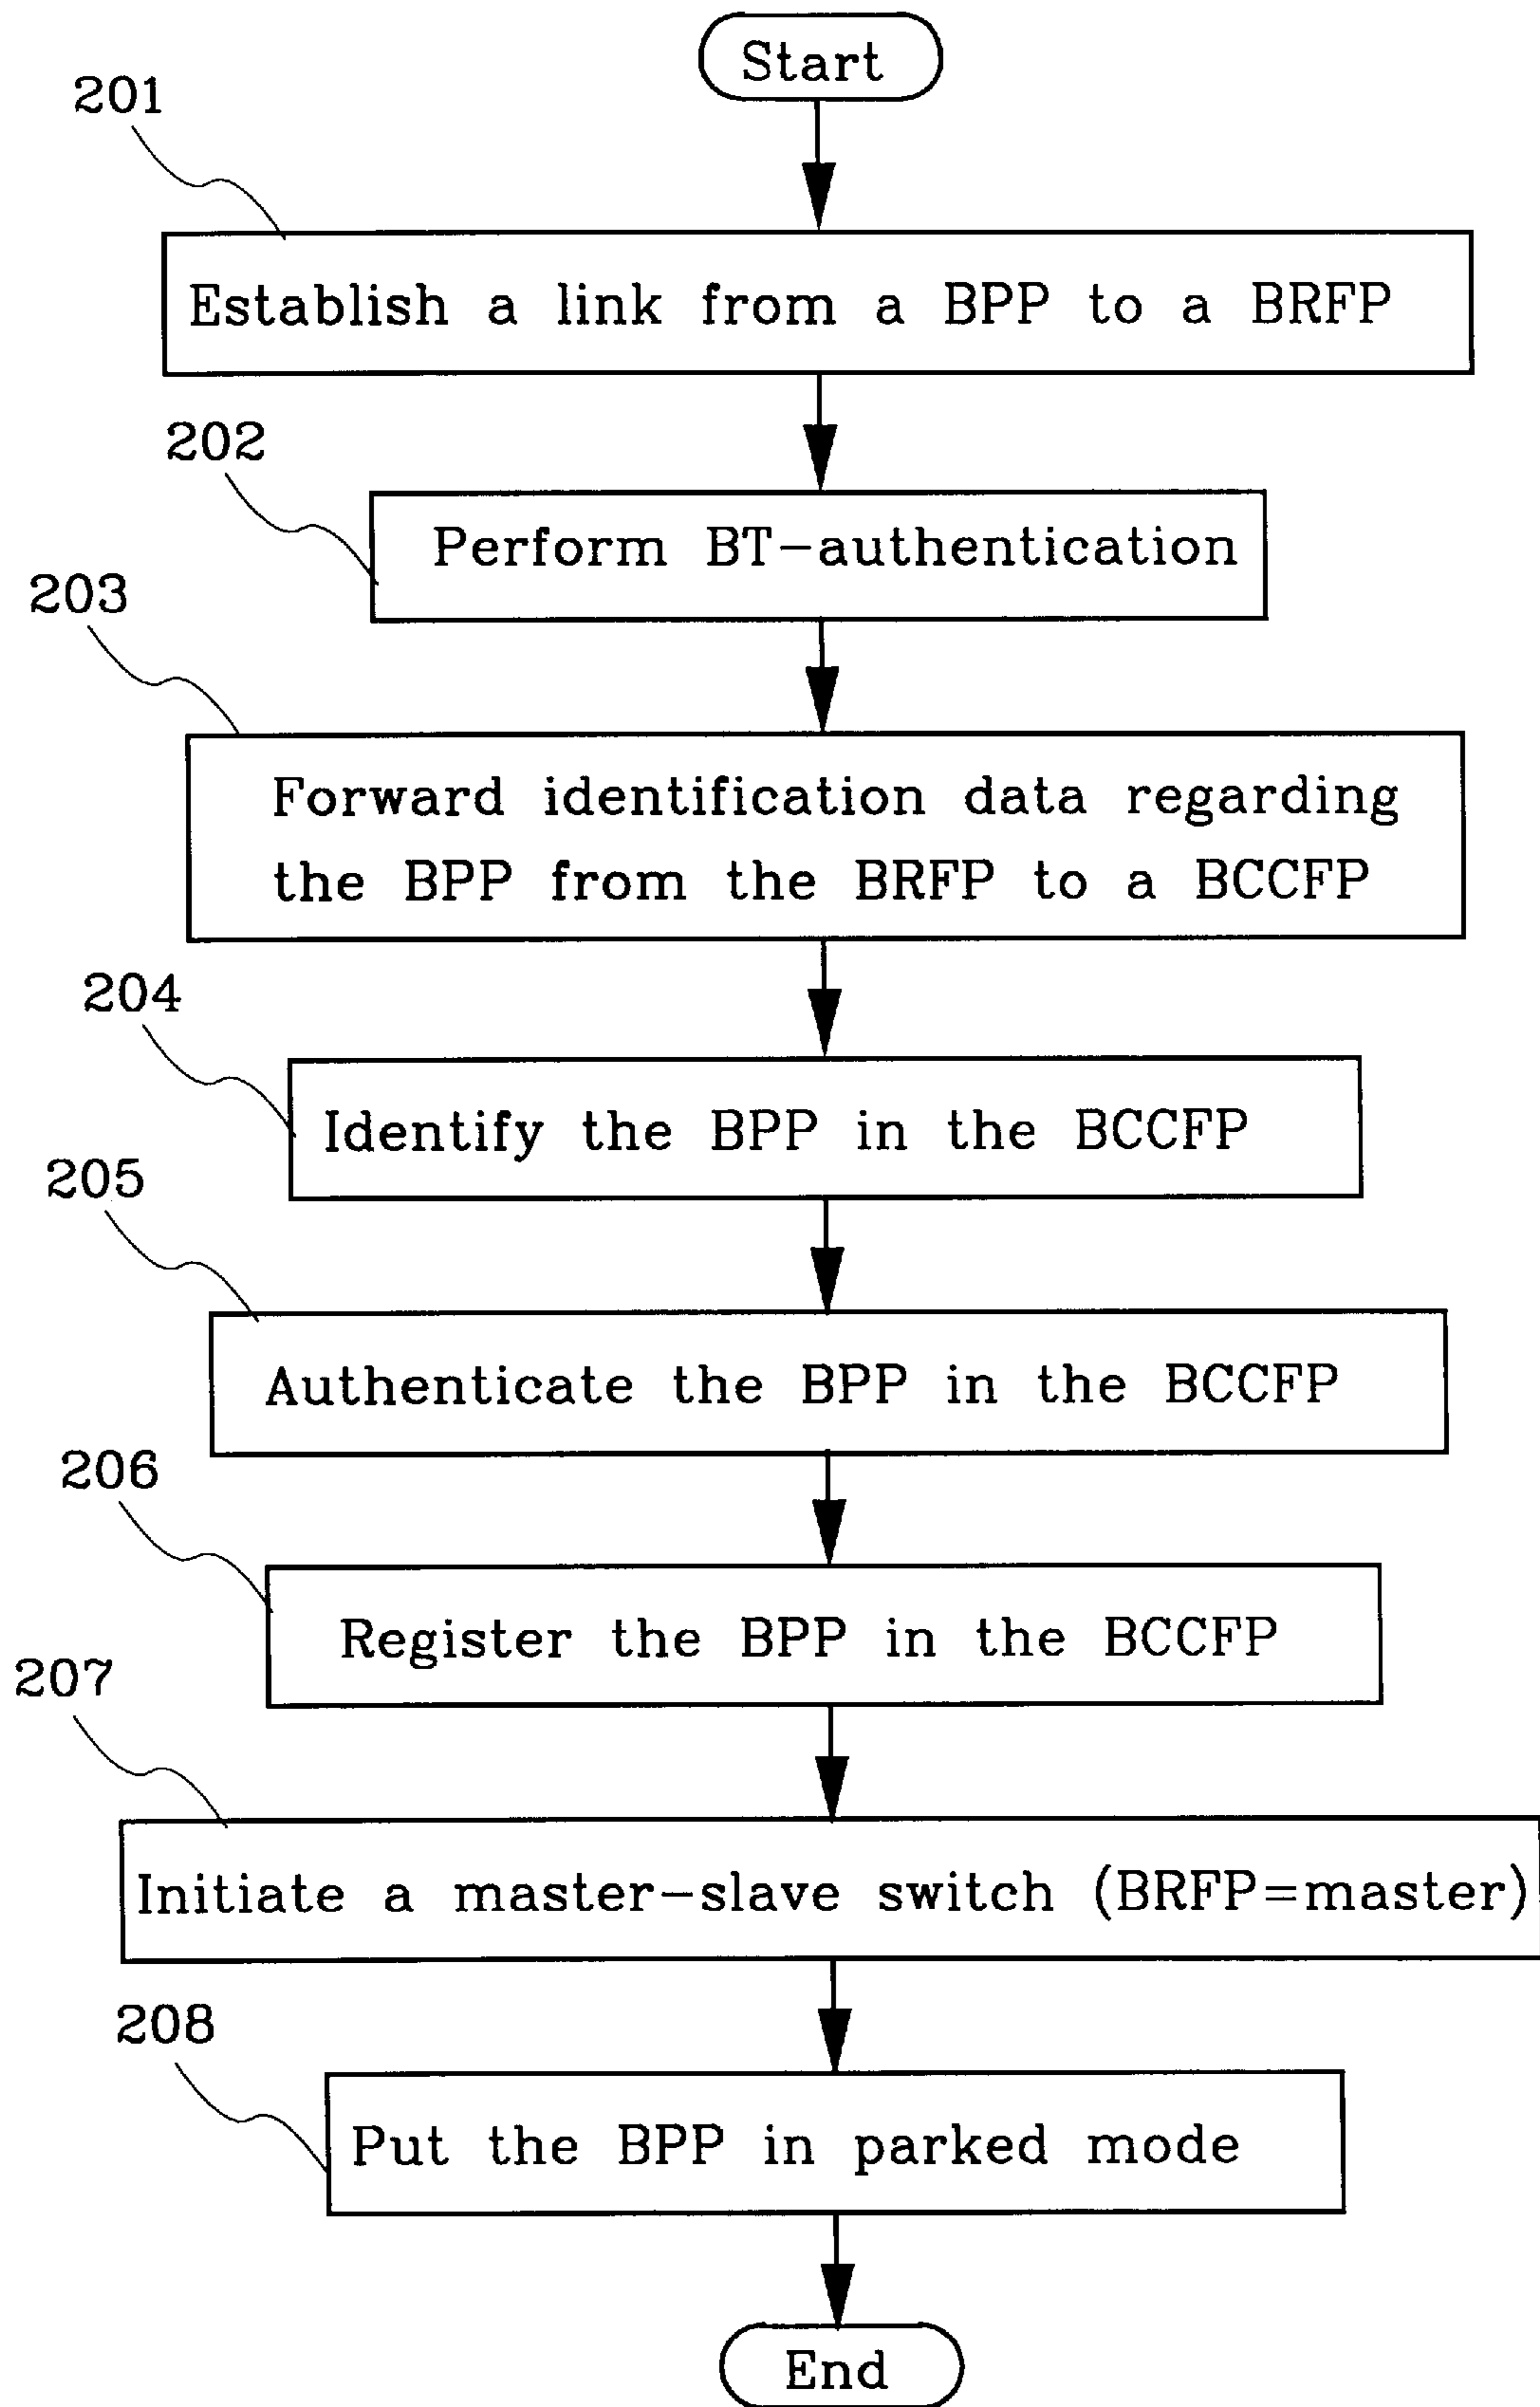 Start
201
Establish a link from a BPP to a BRFP
202
Perform BT-authentication
203
Forward identification data regarding
the BPP from the BRFP to a BCCFP
204
Identify the BPP in the BCCFP
205
Authenticate the BPP in the BCCFP
206
Register the BPP in the BCCFP
207
Initiate a master-slave switch (BRFP=master)
208
Put the BPP in parked mode
End